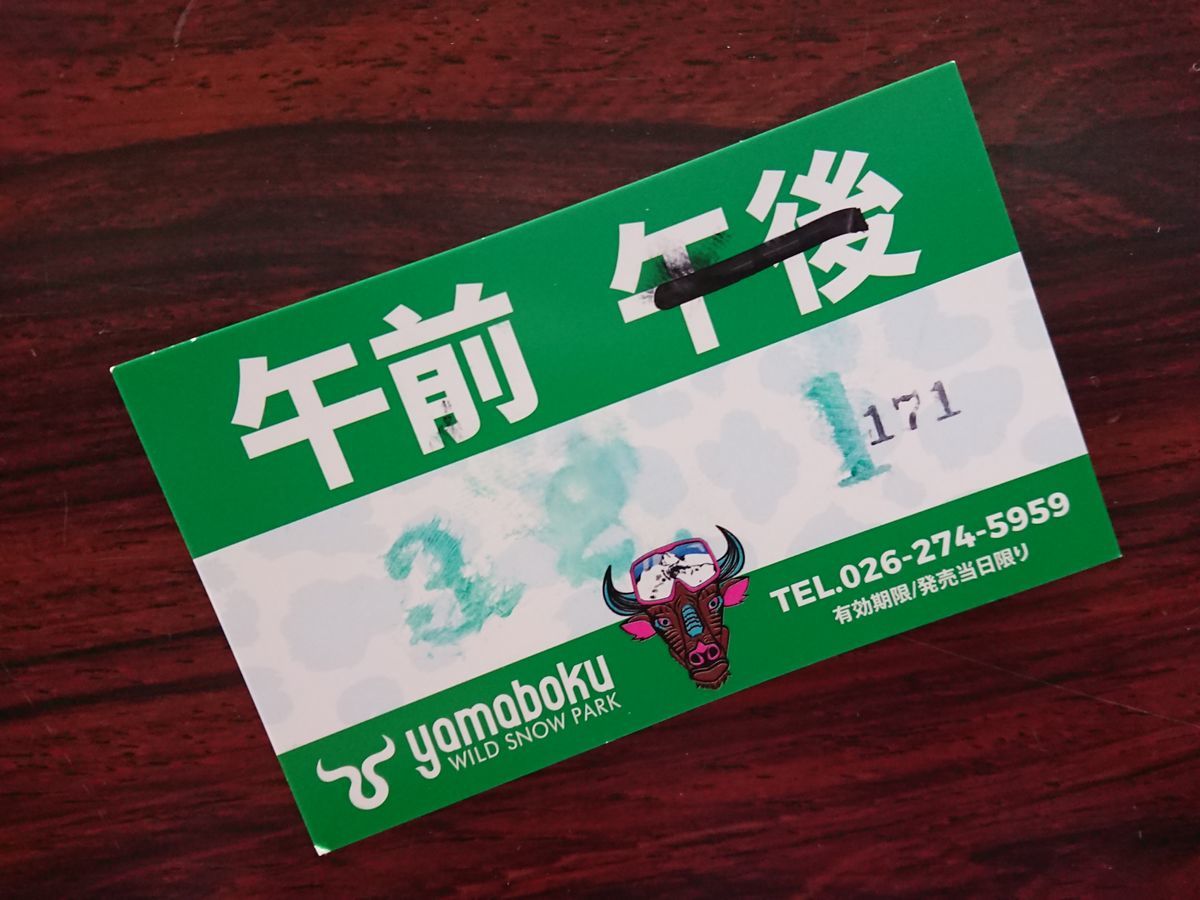 午前 午後
3 2 1
171
TEL.026-274-5959
有効期限/発売当日限り
yamaboku
WILD SNOW PARK